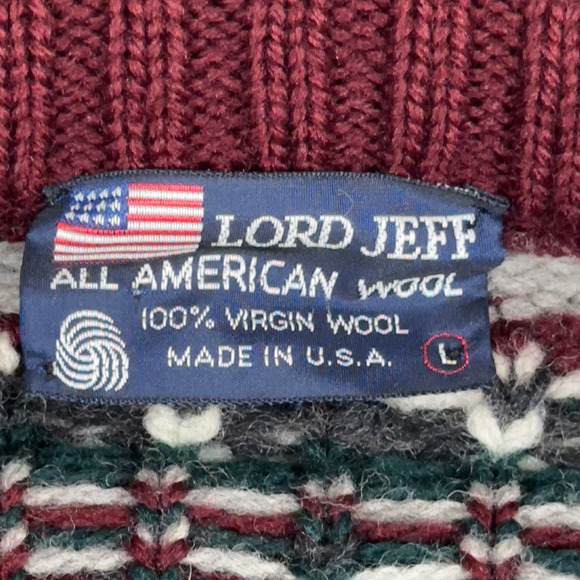 LORD JEFF
ALL AMERICAN WOOL
100% VIRGIN WOOL
MADE IN U.S.A. L